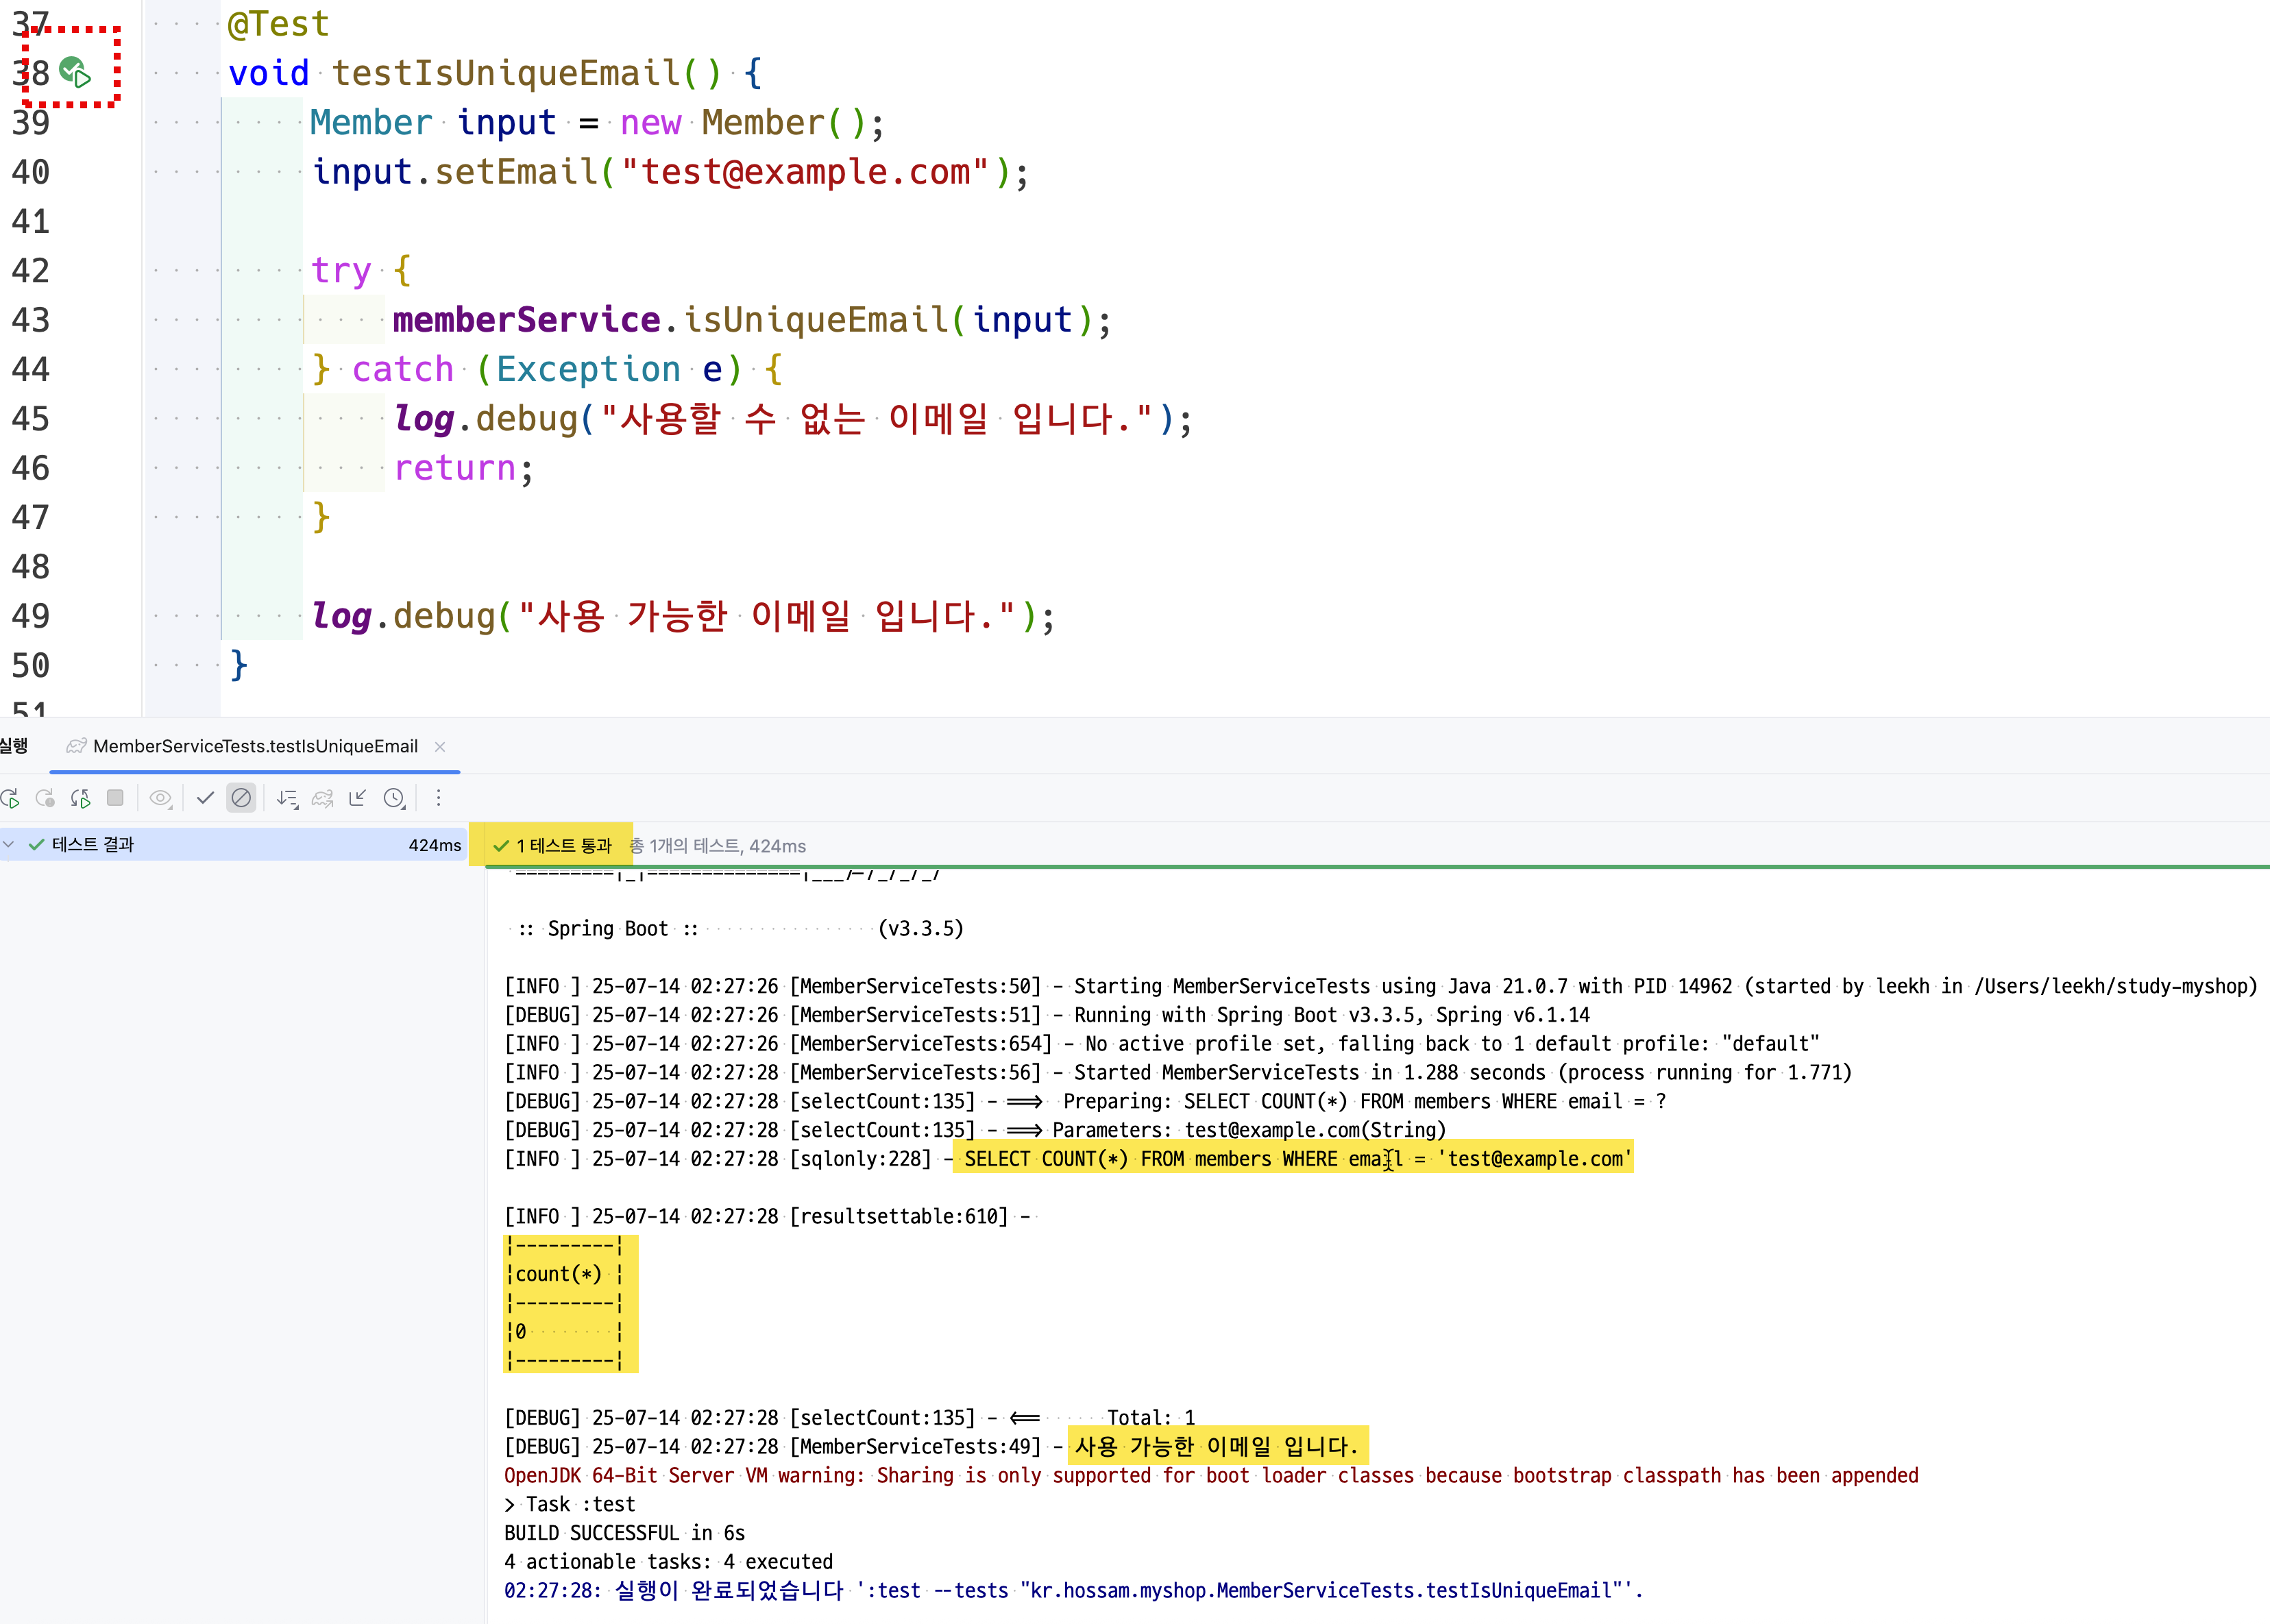 37 @Test
38 void testIsUniqueEmail() {
39 Member input = new Member();
40 input.setEmail("test@example.com");
41
42 try {
43 memberService.isUniqueEmail(input);
44 } catch (Exception e) {
45 log.debug("사용할 수 없는 이메일 입니다.");
46 return;
47 }
48
49 log.debug("사용 가능한 이메일 입니다.");
50 }
51
실행 MemberServiceTests.testIsUniqueEmail
테스트 결과 424ms
1 테스트 통과 총 1개의 테스트, 424ms
:: Spring Boot :: (v3.3.5)
[INFO ] 25-07-14 02:27:26 [MemberServiceTests:50] - Starting MemberServiceTests using Java 21.0.7 with PID 14962 (started by leekh in /Users/leekh/study-myshop)
[DEBUG] 25-07-14 02:27:26 [MemberServiceTests:51] - Running with Spring Boot v3.3.5, Spring v6.1.14
[INFO ] 25-07-14 02:27:26 [MemberServiceTests:654] - No active profile set, falling back to 1 default profile: "default"
[INFO ] 25-07-14 02:27:28 [MemberServiceTests:56] - Started MemberServiceTests in 1.288 seconds (process running for 1.771)
[DEBUG] 25-07-14 02:27:28 [selectCount:135] - ==> Preparing: SELECT COUNT(*) FROM members WHERE email = ?
[DEBUG] 25-07-14 02:27:28 [selectCount:135] - ==> Parameters: test@example.com(String)
[INFO ] 25-07-14 02:27:28 [sqlonly:228] - SELECT COUNT(*) FROM members WHERE email = 'test@example.com'
[INFO ] 25-07-14 02:27:28 [resultsettable:610] -
|---------|
|count(*) |
|---------|
|0 |
|---------|
[DEBUG] 25-07-14 02:27:28 [selectCount:135] - <== Total: 1
[DEBUG] 25-07-14 02:27:28 [MemberServiceTests:49] - 사용 가능한 이메일 입니다.
OpenJDK 64-Bit Server VM warning: Sharing is only supported for boot loader classes because bootstrap classpath has been appended
> Task :test
BUILD SUCCESSFUL in 6s
4 actionable tasks: 4 executed
02:27:28: 실행이 완료되었습니다 ':test --tests "kr.hossam.myshop.MemberServiceTests.testIsUniqueEmail"'.